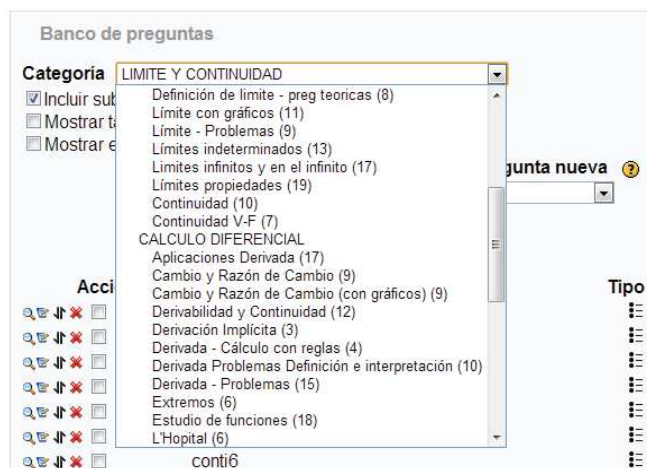 Banco de preguntas
Categoría LIMITE Y CONTINUIDAD
Incluir sub
Mostrar ta
Mostrar e
Definición de limite - preg teoricas (8)
Límite con gráficos (11)
Límite - Problemas (9)
Límites indeterminados (13)
Limites infinitos y en el infinito (17)
Límites propiedades (19)
Continuidad (10)
Continuidad V-F (7)
CALCULO DIFERENCIAL
Aplicaciones Derivada (17)
Cambio y Razón de Cambio (9)
Cambio y Razón de Cambio (con gráficos) (9)
Derivabilidad y Continuidad (12)
Derivación Implícita (3)
Derivada - Cálculo con reglas (4)
Derivada Problemas Definición e interpretación (10)
Derivada - Problemas (15)
Extremos (6)
Estudio de funciones (18)
L'Hopital (6)
gunta nueva ?
Acci
Tipo
conti6